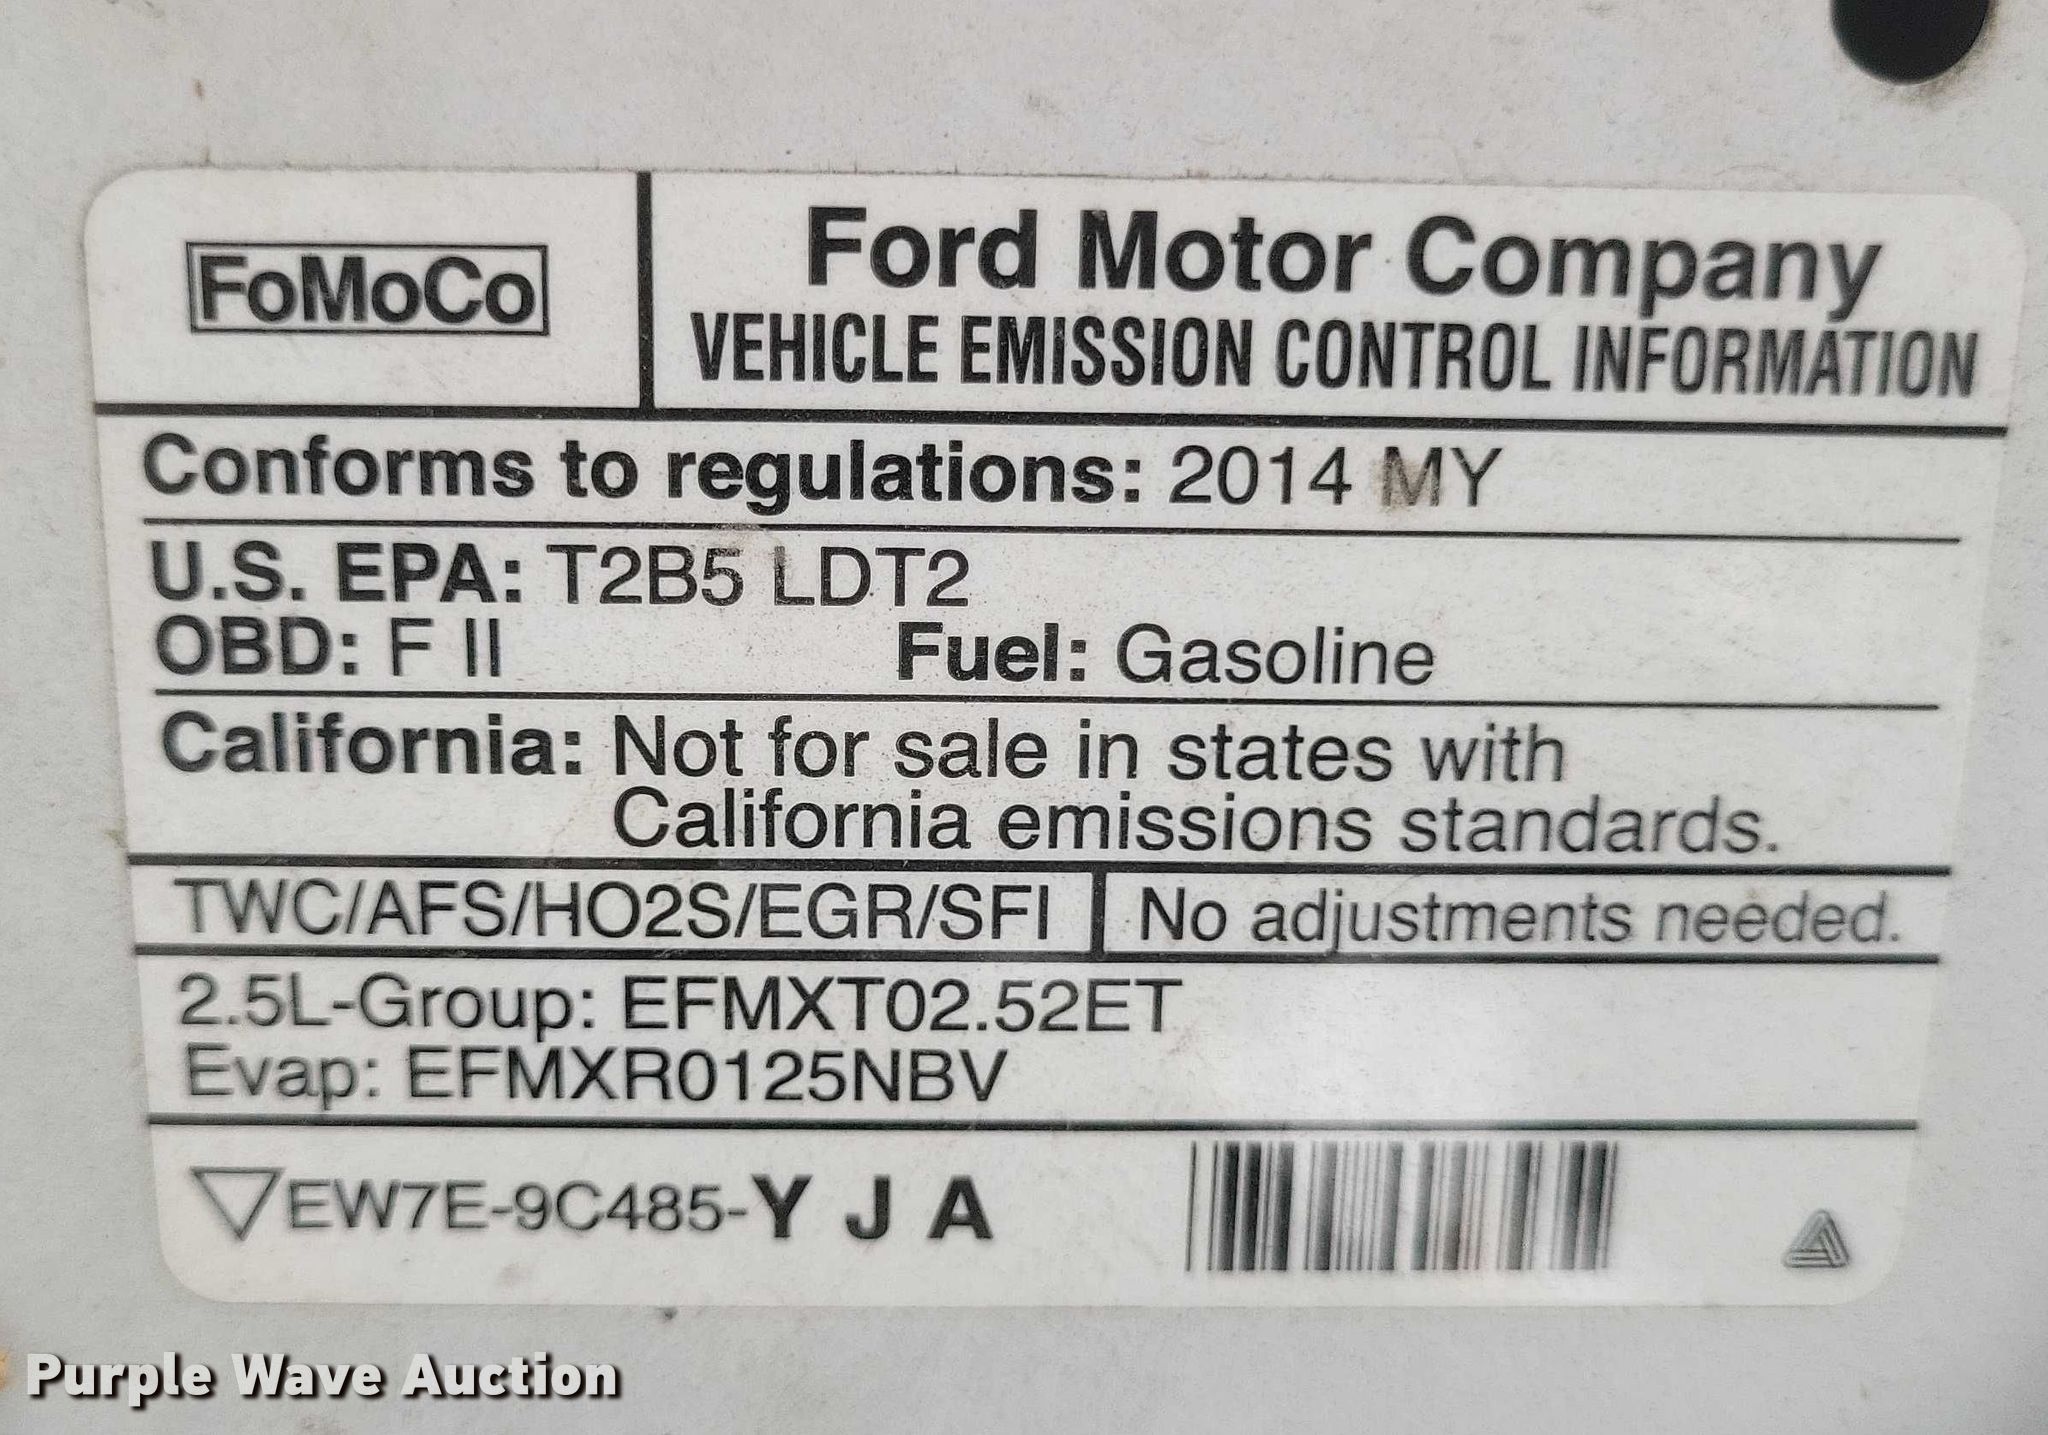 FoMoCo
Ford Motor Company
VEHICLE EMISSION CONTROL INFORMATION
Conforms to regulations: 2014 MY
U.S. EPA: T2B5 LDT2
OBD: F II Fuel: Gasoline
California: Not for sale in states with
California emissions standards.
TWC/AFS/HO2S/EGR/SFI No adjustments needed.
2.5L-Group: EFMXT02.52ET
Evap: EFMXR0125NBV
EW7E-9C485-Y J A
Purple Wave Auction